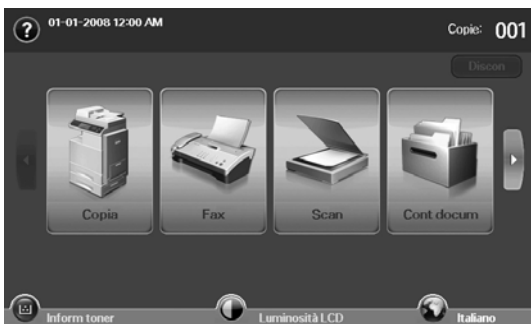 ? 01-01-2008 12:00 AM Copie: 001
Discon
Copia Fax Scan Cont docum
Inform toner Luminosità LCD Italiano